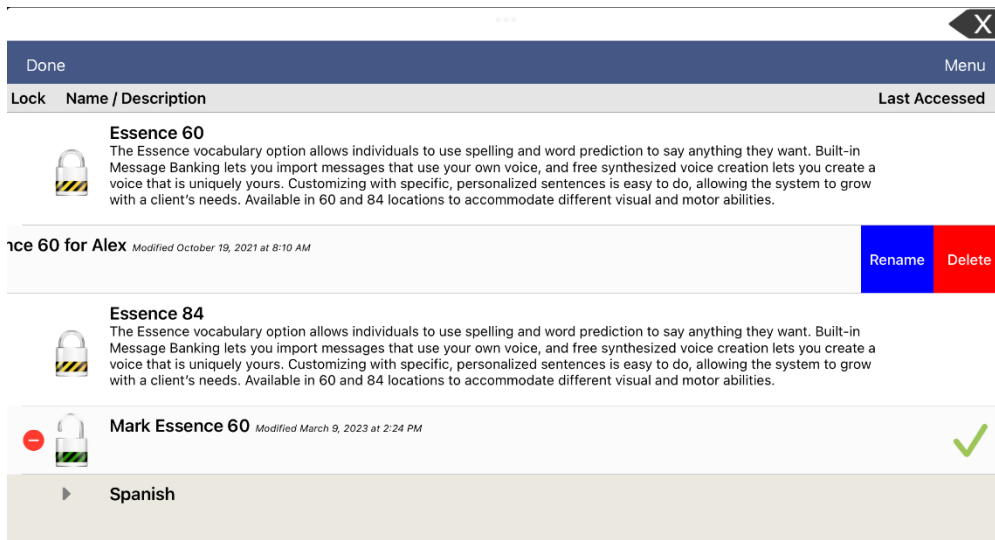 X
Done Menu
Lock Name / Description Last Accessed
Essence 60
The Essence vocabulary option allows individuals to use spelling and word prediction to say anything they want. Built-in
Message Banking lets you import messages that use your own voice, and free synthesized voice creation lets you create a
voice that is uniquely yours. Customizing with specific, personalized sentences is easy to do, allowing the system to grow
with a client's needs. Available in 60 and 84 locations to accommodate different visual and motor abilities.
nce 60 for Alex Modified October 19, 2021 at 8:10 AM
Rename Delete
Essence 84
The Essence vocabulary option allows individuals to use spelling and word prediction to say anything they want. Built-in
Message Banking lets you import messages that use your own voice, and free synthesized voice creation lets you create a
voice that is uniquely yours. Customizing with specific, personalized sentences is easy to do, allowing the system to grow
with a client's needs. Available in 60 and 84 locations to accommodate different visual and motor abilities.
Mark Essence 60 Modified March 9, 2023 at 2:24 PM
Spanish